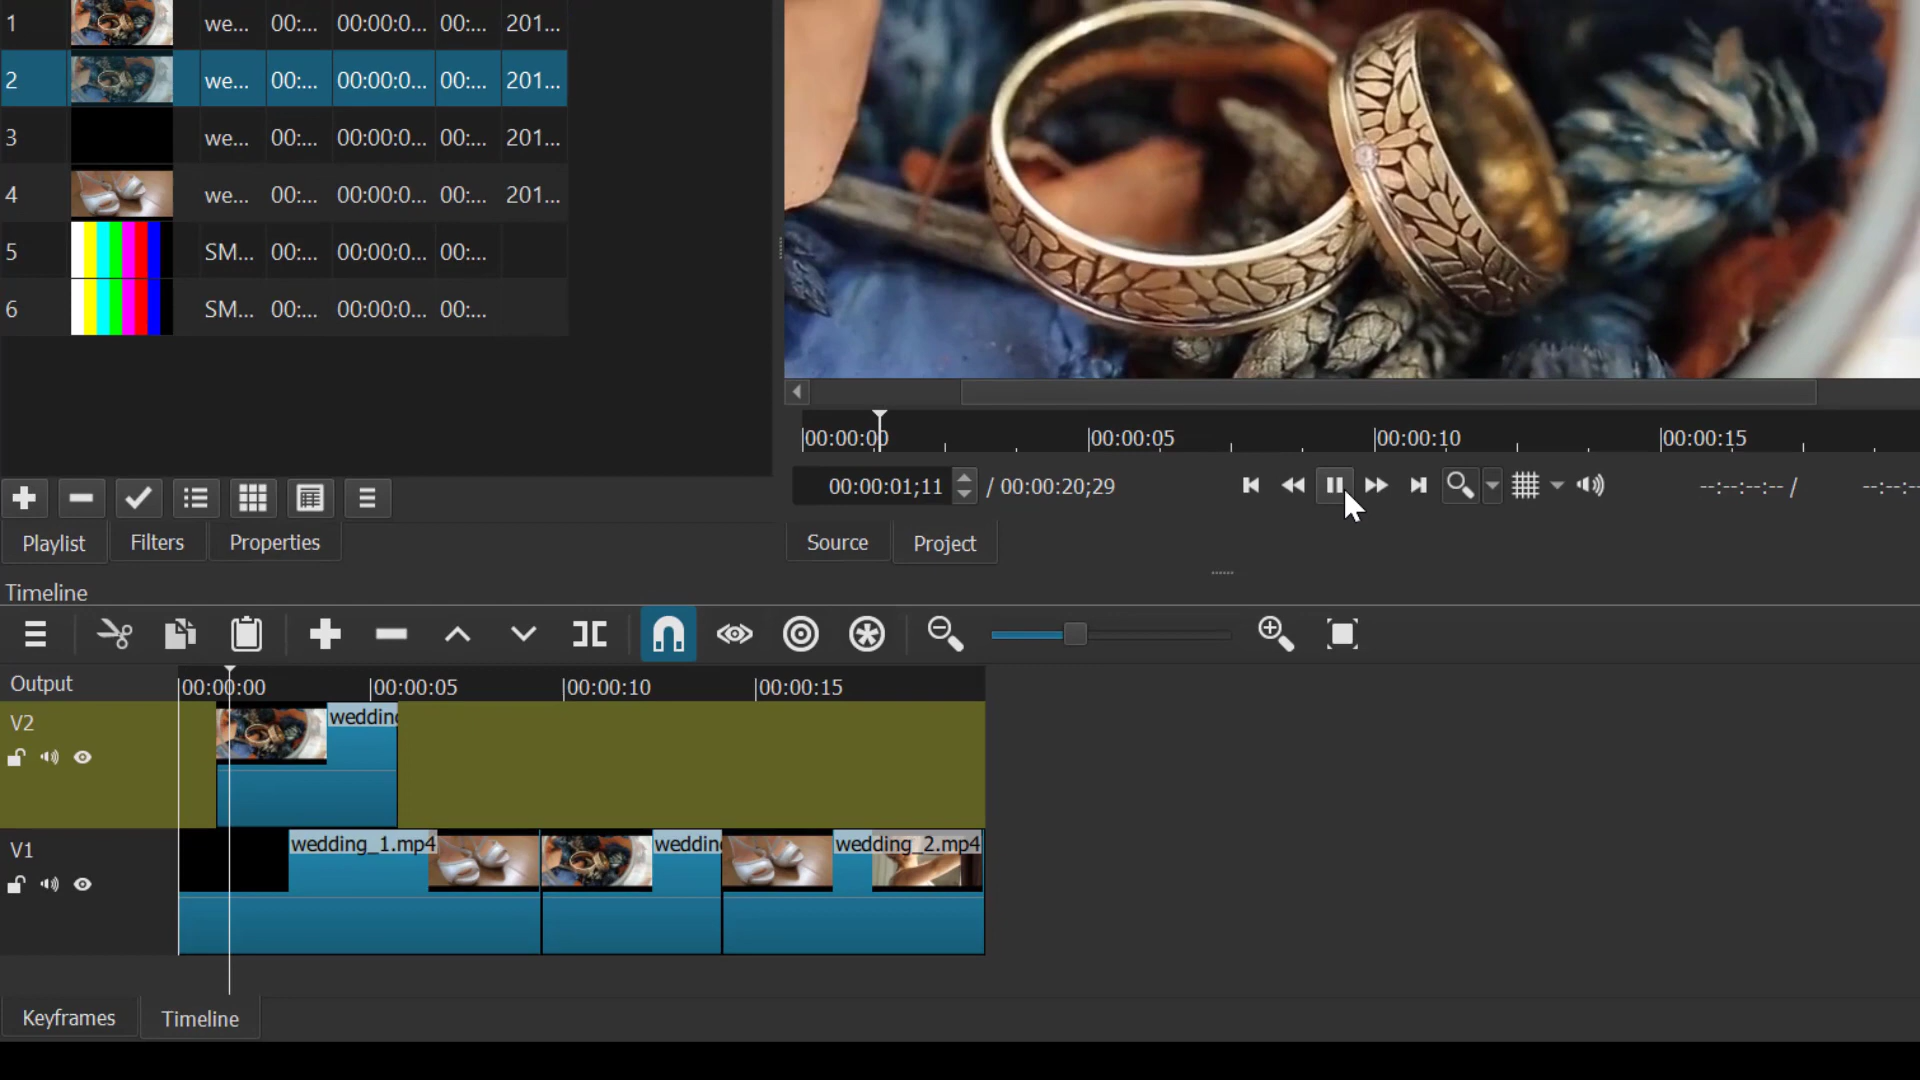 1 we... 00:... 00:00:0... 00:... 201...
2 we... 00:... 00:00:0... 00:... 201...
3 we... 00:... 00:00:0... 00:... 201...
4 we... 00:... 00:00:0... 00:... 201...
5 SM... 00:... 00:00:0... 00:...
6 SM... 00:... 00:00:0... 00:...
00:00:00 00:00:05 00:00:10 00:00:15
00:00:01;11 / 00:00:20;29 --:--:--:-- / --:--:--
Playlist Filters Properties
Source Project
Timeline
Output 00:00:00 00:00:05 00:00:10 00:00:15
V2 wedding
V1 wedding_1.mp4 wedding wedding_2.mp4
Keyframes Timeline